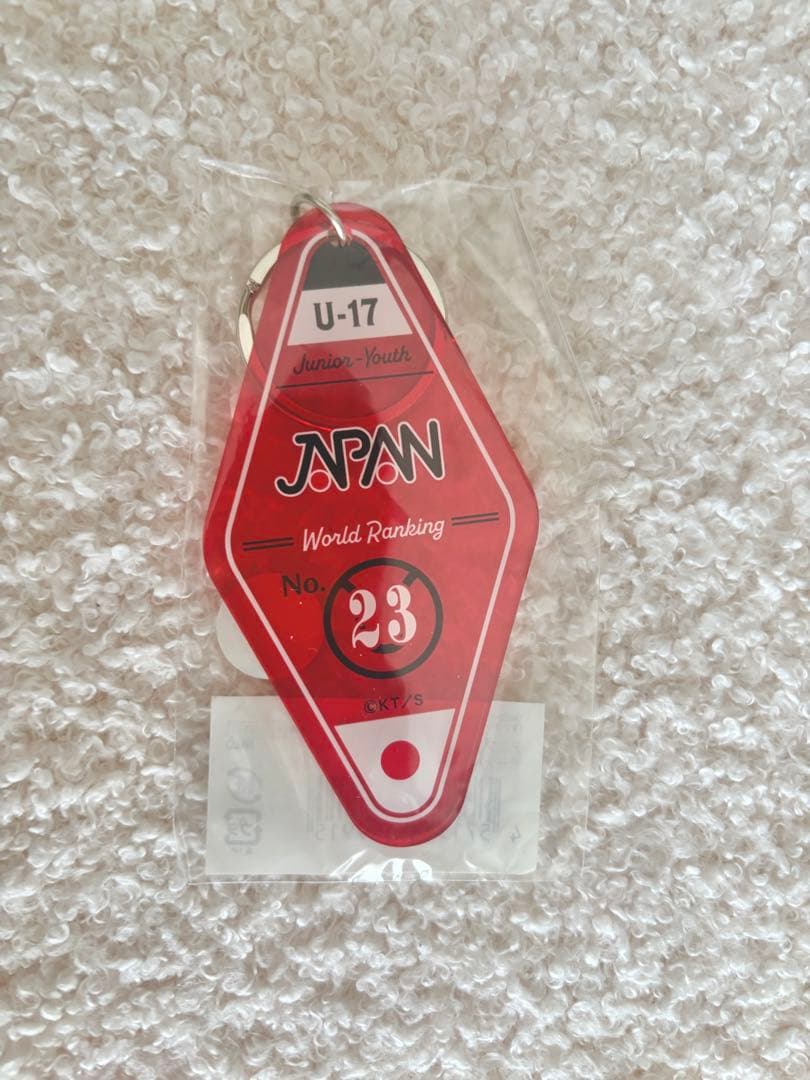 U-17
Junior-Youth
JAPAN
World Ranking
No. 23
©KT/S